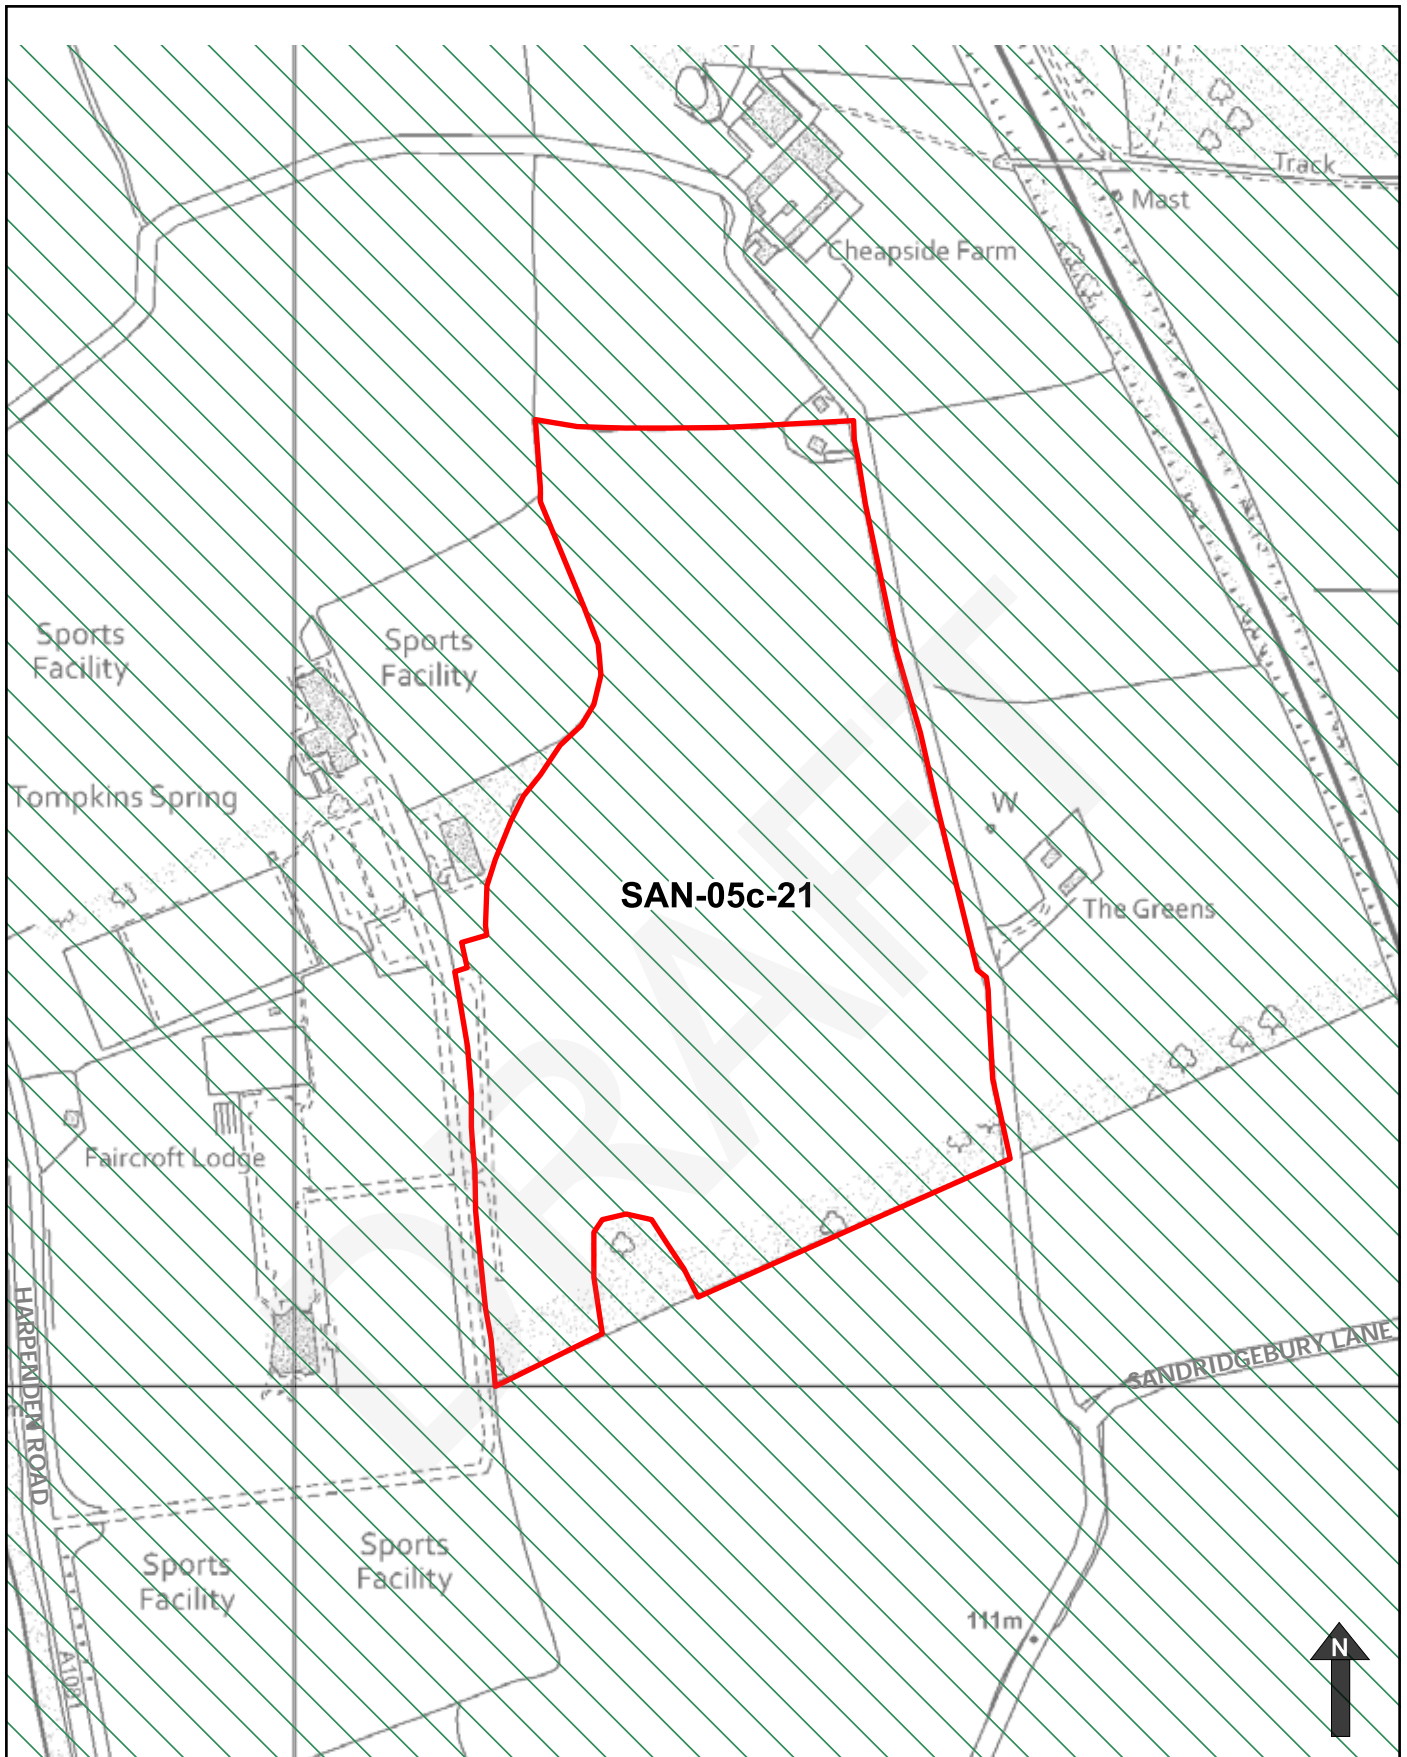 Track
Mast
Cheapside Farm
Sports
Facility
Sports
Facility
Tompkins Spring
W
SAN-05c-21
The Greens
Faircroft Lodge
DRAFT
HARPENDEN ROAD
SANDRIDGEBURY LANE
Sports
Facility
Sports
Facility
111m
N